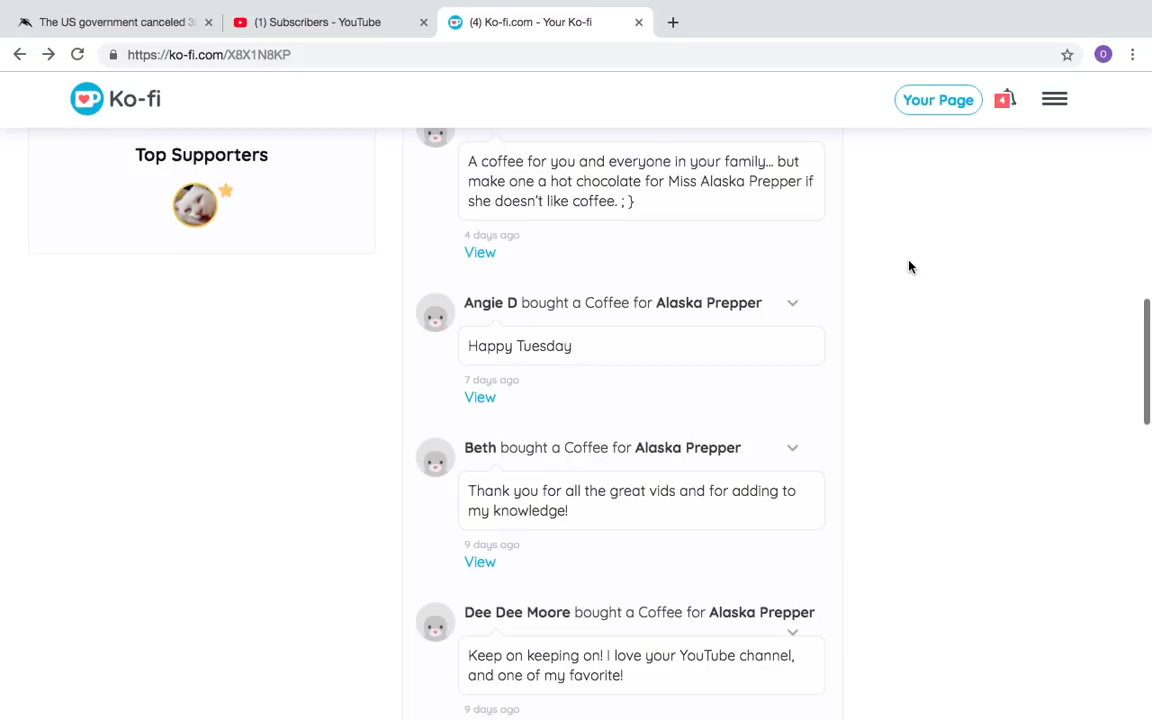 The US government canceled 3
(1) Subscribers - YouTube
(4) Ko-fi.com - Your Ko-fi
https://ko-fi.com/X8X1N8KP
O
Ko-fi
Your Page
4
Top Supporters
A coffee for you and everyone in your family... but
make one a hot chocolate for Miss Alaska Prepper if
she doesn't like coffee. ; }
4 days ago
View
Angie D bought a Coffee for Alaska Prepper
Happy Tuesday
7 days ago
View
Beth bought a Coffee for Alaska Prepper
Thank you for all the great vids and for adding to
my knowledge!
9 days ago
View
Dee Dee Moore bought a Coffee for Alaska Prepper
Keep on keeping on! I love your YouTube channel,
and one of my favorite!
9 days ago